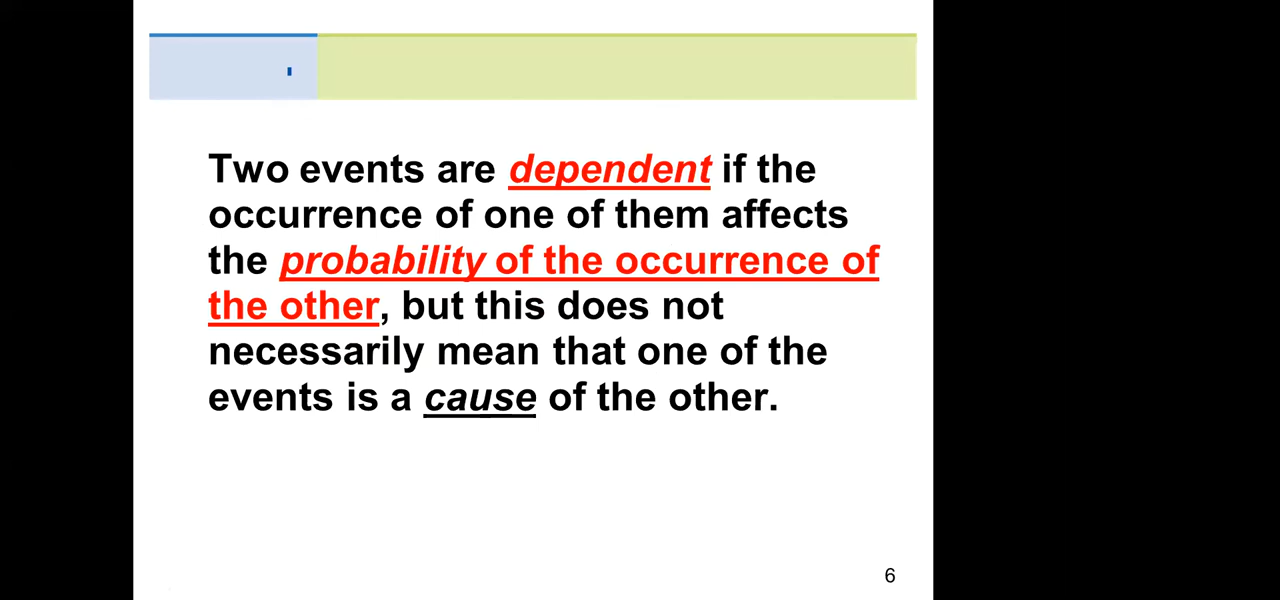 Two events are dependent if the
occurrence of one of them affects
the probability of the occurrence of
the other, but this does not
necessarily mean that one of the
events is a cause of the other.
6